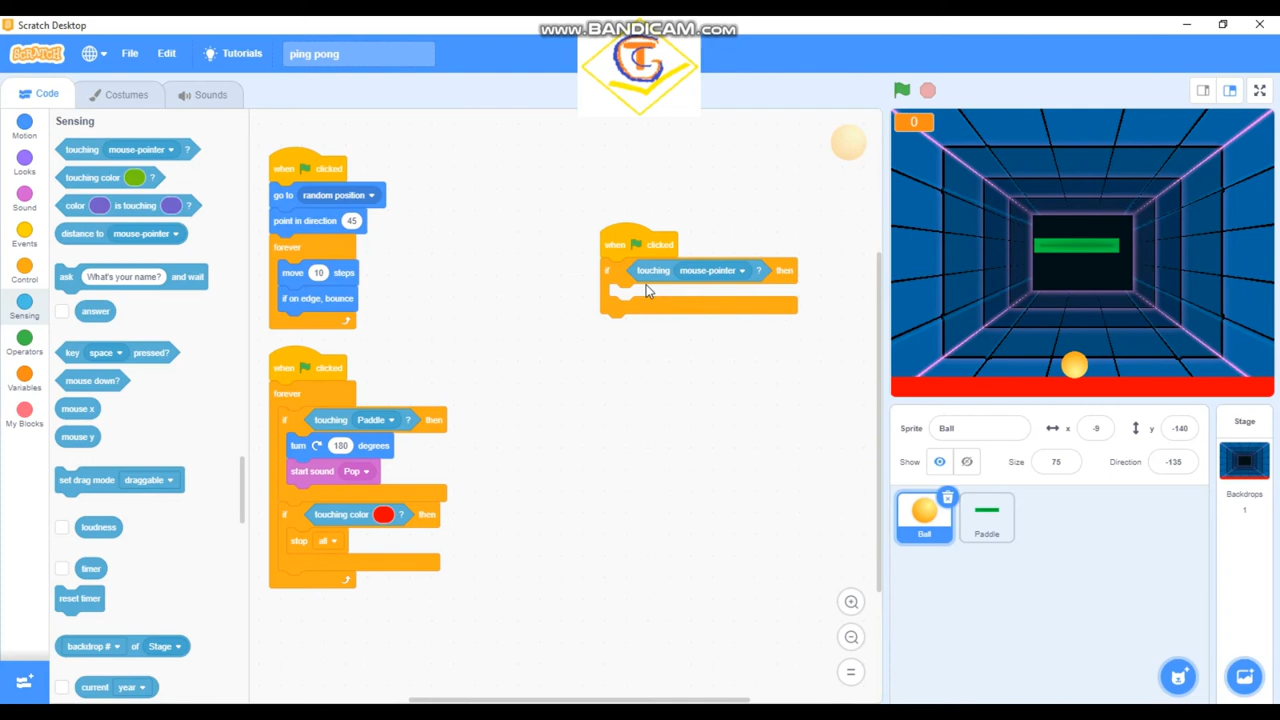 Scratch Desktop
www.BANDICAM.com
SCRATCH File Edit Tutorials ping pong
Code Costumes Sounds
Motion
Looks
Sound
Events
Control
Sensing
Operators
Variables
My Blocks
Sensing
touching mouse-pointer ?
touching color ?
color is touching ?
distance to mouse-pointer
ask What's your name? and wait
answer
key space pressed?
mouse down?
mouse x
mouse y
set drag mode draggable
loudness
timer
reset timer
backdrop # of Stage
current year
when clicked
go to random position
point in direction 45
forever
move 10 steps
if on edge, bounce
when clicked
forever
if touching Paddle ? then
turn 180 degrees
start sound Pop
if touching color ? then
stop all
when clicked
if touching mouse-pointer ? then
0
Sprite Ball x -9 y -140
Show Size 75 Direction -135
Ball
Paddle
Stage
Backdrops
1